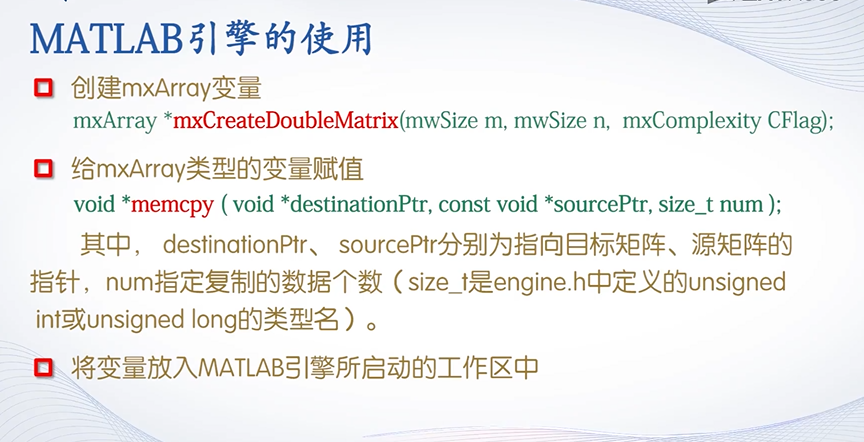 MATLAB引擎的使用
创建mxArray变量
mxArray *mxCreateDoubleMatrix(mwSize m, mwSize n, mxComplexity CFlag);
给mxArray类型的变量赋值
void *memcpy ( void *destinationPtr, const void *sourcePtr, size_t num );
其中， destinationPtr、 sourcePtr分别为指向目标矩阵、源矩阵的
指针，num指定复制的数据个数（size_t是engine.h中定义的unsigned
int或unsigned long的类型名）。
将变量放入MATLAB引擎所启动的工作区中